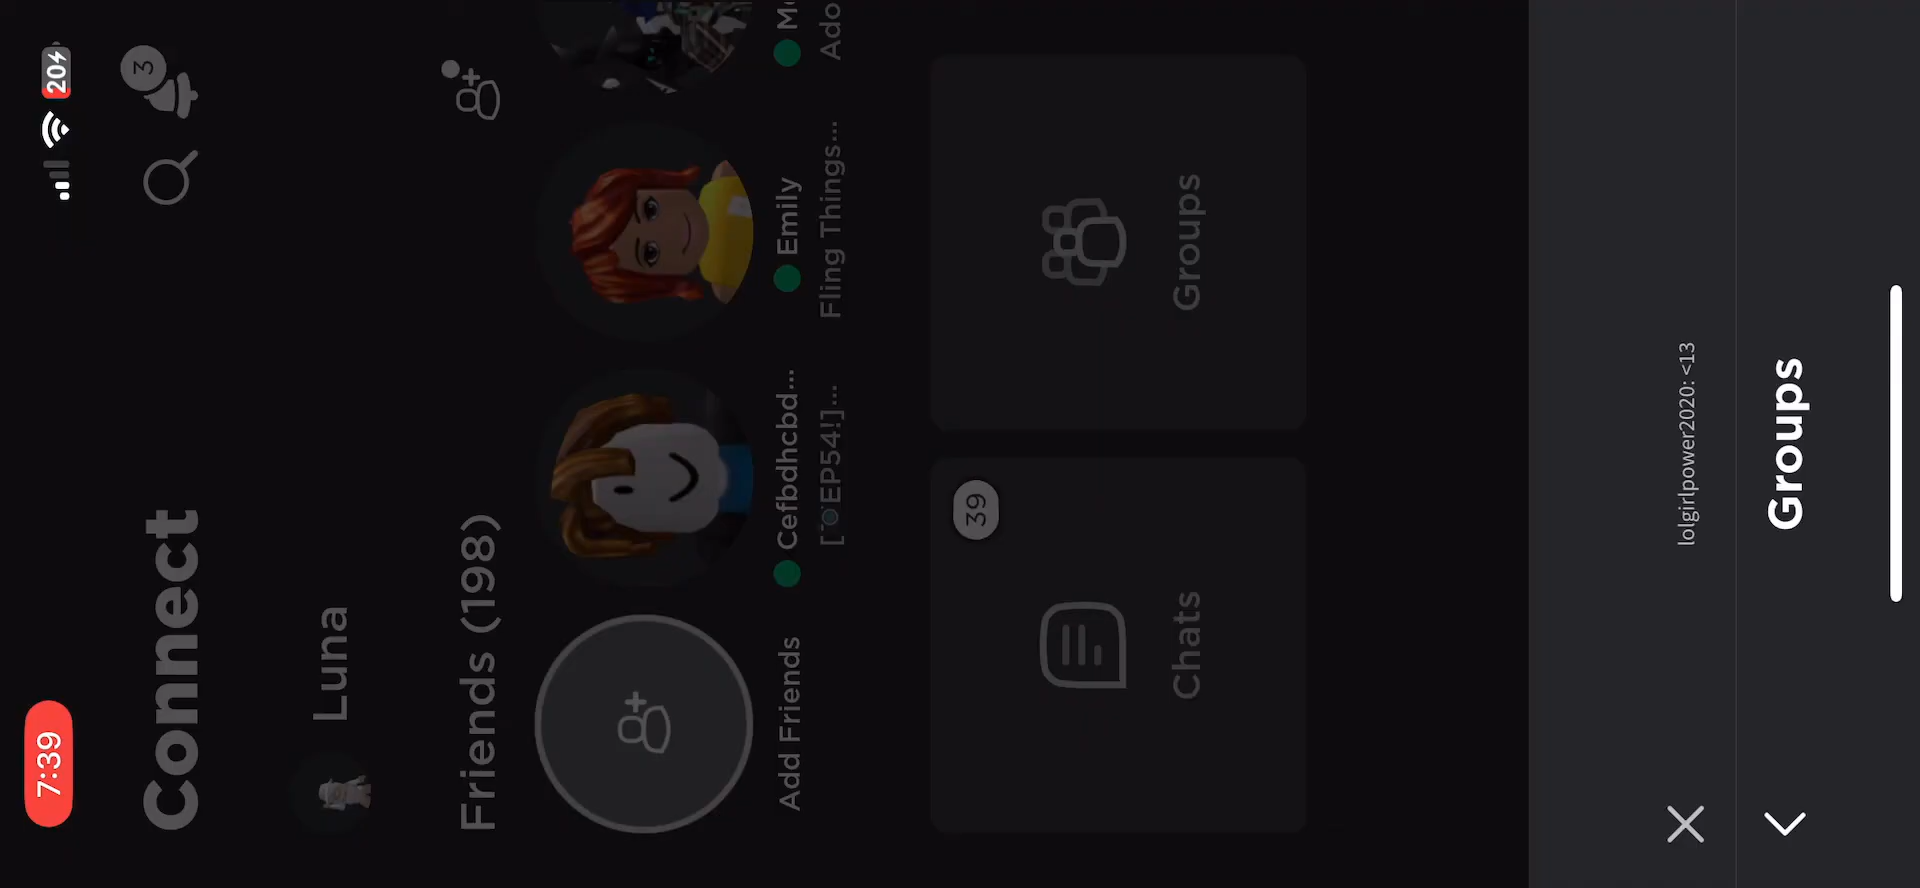 7:39
20
Connect
3
Luna
Friends (198)
Add Friends
Cefbdhcbd...
[EP54!]...
Emily
Fling Things...
Ado
39
Chats
Groups
lolgirlpower2020: <13
Groups